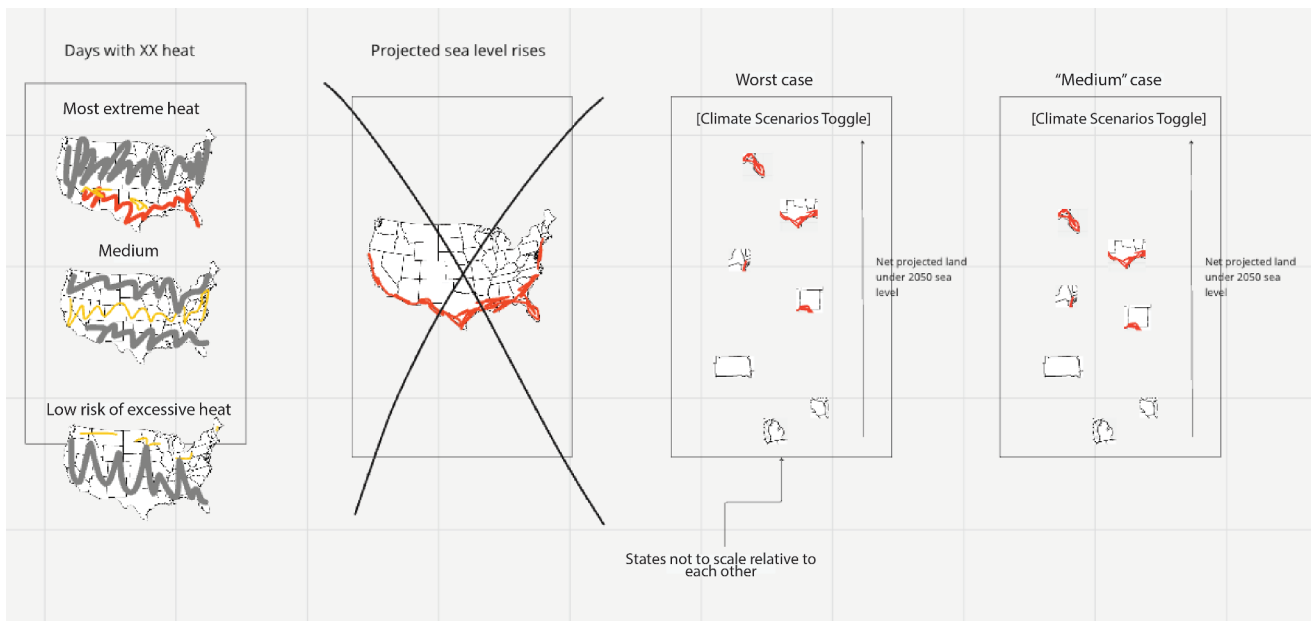 Days with XX heat
Most extreme heat
Medium
Low risk of excessive heat
Projected sea level rises
Worst case
[Climate Scenarios Toggle]
Net projected land
under 2050 sea
level
States not to scale relative to
each other
“Medium” case
[Climate Scenarios Toggle]
Net projected land
under 2050 sea
level